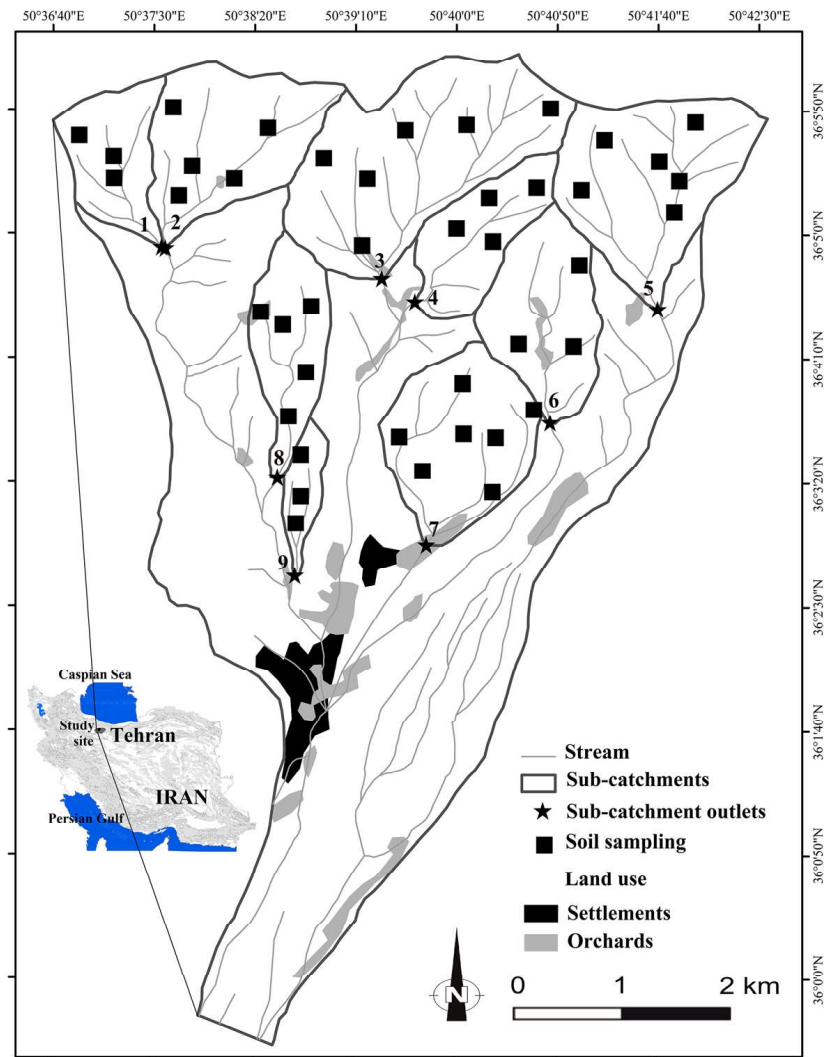 50°36'40"E 50°37'30"E 50°38'20"E 50°39'10"E 50°40'0"E 50°40'50"E 50°41'40"E 50°42'30"E
36°5'50"N
1 2
36°5'0"N
3
4
5
36°4'10"N
6
8
36°3'20"N
7
9
36°2'30"N
Caspian Sea
Study
site
Tehran
36°1'40"N
IRAN
Persian Gulf
Stream
Sub-catchments
Sub-catchment outlets
Soil sampling
36°0'50"N
Land use
Settlements
Orchards
36°0'0"N
N
0 1 2 km